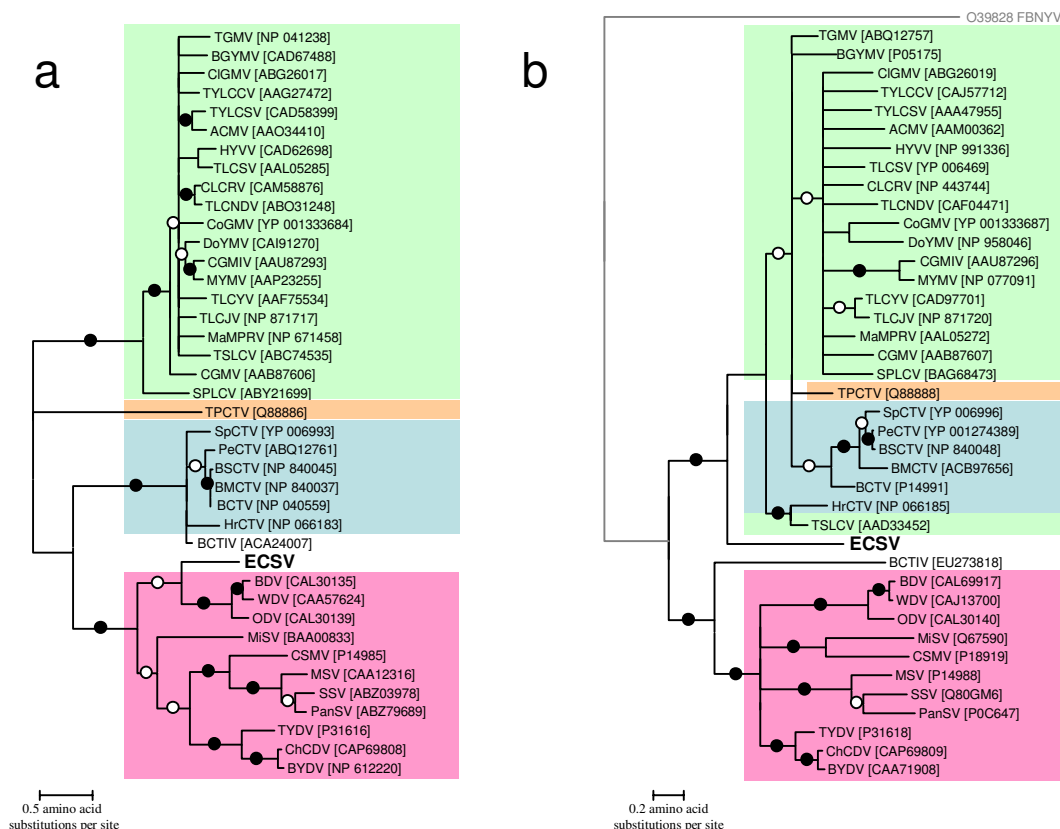 a
TGMV [NP 041238]
BGYMV [CAD67488]
ClGMV [ABG26017]
TYLCCV [AAG27472]
TYLCSV [CAD58399]
ACMV [AAO34410]
HYVV [CAD62698]
TLCSV [AAL05285]
CLCRV [CAM58876]
TLCNDV [ABO31248]
CoGMV [YP 001333684]
DoYMV [CAI91270]
CGMIV [AAU87293]
MYMV [AAP23255]
TLCYV [AAF75534]
TLCJV [NP 871717]
MaMPRV [NP 671458]
TSLCV [ABC74535]
CGMV [AAB87606]
SPLCV [ABY21699]
TPCTV [Q88886]
SpCTV [YP 006993]
PeCTV [ABQ12761]
BSCTV [NP 840045]
BMCTV [NP 840037]
BCTV [NP 040559]
HrCTV [NP 066183]
BCTIV [ACA24007]
ECSV
BDV [CAL30135]
WDV [CAA57624]
ODV [CAL30139]
MiSV [BAA00833]
CSMV [P14985]
MSV [CAA12316]
SSV [ABZ03978]
PanSV [ABZ79689]
TYDV [P31616]
ChCDV [CAP69808]
BYDV [NP 612220]
0.5 amino acid
substitutions per site
b
O39828 FBNYV
TGMV [ABQ12757]
BGYMV [P05175]
ClGMV [ABG26019]
TYLCCV [CAJ57712]
TYLCSV [AAA47955]
ACMV [AAM00362]
HYVV [NP 991336]
TLCSV [YP 006469]
CLCRV [NP 443744]
TLCNDV [CAF04471]
CoGMV [YP 001333687]
DoYMV [NP 958046]
CGMIV [AAU87296]
MYMV [NP 077091]
TLCYV [CAD97701]
TLCJV [NP 871720]
MaMPRV [AAL05272]
CGMV [AAB87607]
SPLCV [BAG68473]
TPCTV [Q88888]
SpCTV [YP 006996]
PeCTV [YP 001274389]
BSCTV [NP 840048]
BMCTV [ACB97656]
BCTV [P14991]
HrCTV [NP 066185]
TSLCV [AAD33452]
ECSV
BCTIV [EU273818]
BDV [CAL69917]
WDV [CAJ13700]
ODV [CAL30140]
MiSV [Q67590]
CSMV [P18919]
MSV [P14988]
SSV [Q80GM6]
PanSV [P0C647]
TYDV [P31618]
ChCDV [CAP69809]
BYDV [CAA71908]
0.2 amino acid
substitutions per site